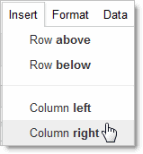 Insert Format Data
Row above
Row below
Column left
Column right